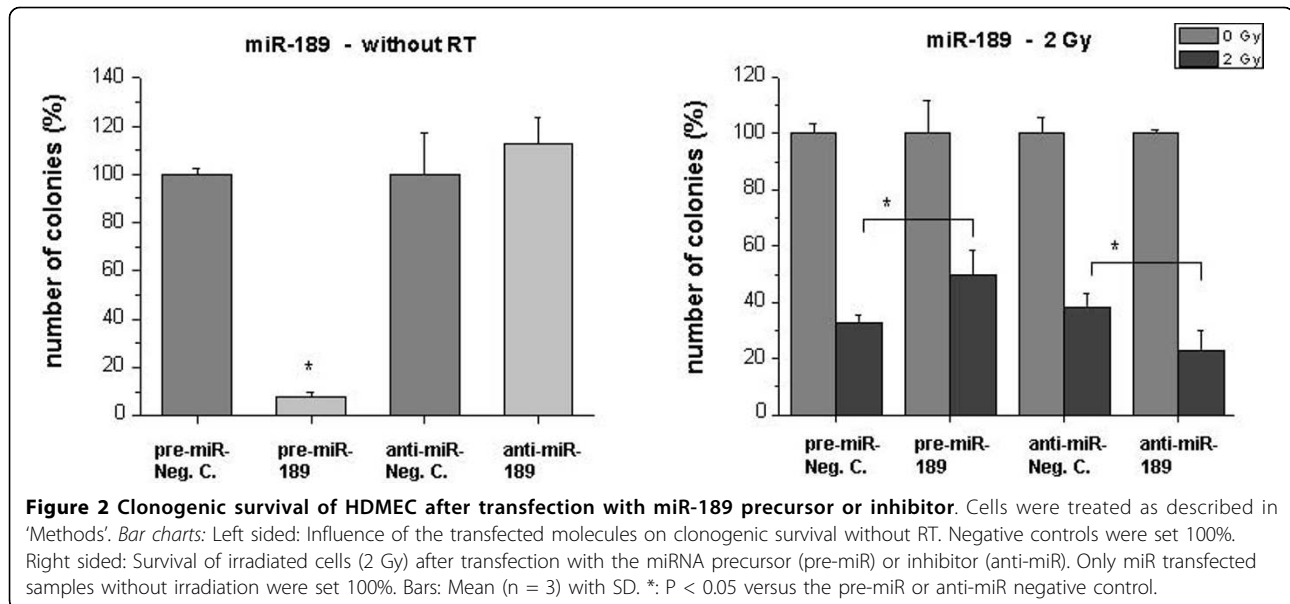 miR-189 - without RT
number of colonies (%)
140
120
100
80
60
40
20
0
*
pre-miR-
Neg. C.
pre-miR-
189
anti-miR-
Neg. C.
anti-miR-
189
miR-189 - 2 Gy
0 Gy
2 Gy
number of colonies (%)
120
100
80
60
40
20
0
*
*
pre-miR-
Neg. C.
pre-miR-
189
anti-miR-
Neg. C.
anti-miR-
189
Figure 2 Clonogenic survival of HDMEC after transfection with miR-189 precursor or inhibitor. Cells were treated as described in
'Methods'. Bar charts: Left sided: Influence of the transfected molecules on clonogenic survival without RT. Negative controls were set 100%.
Right sided: Survival of irradiated cells (2 Gy) after transfection with the miRNA precursor (pre-miR) or inhibitor (anti-miR). Only miR transfected
samples without irradiation were set 100%. Bars: Mean (n = 3) with SD. *: P < 0.05 versus the pre-miR or anti-miR negative control.